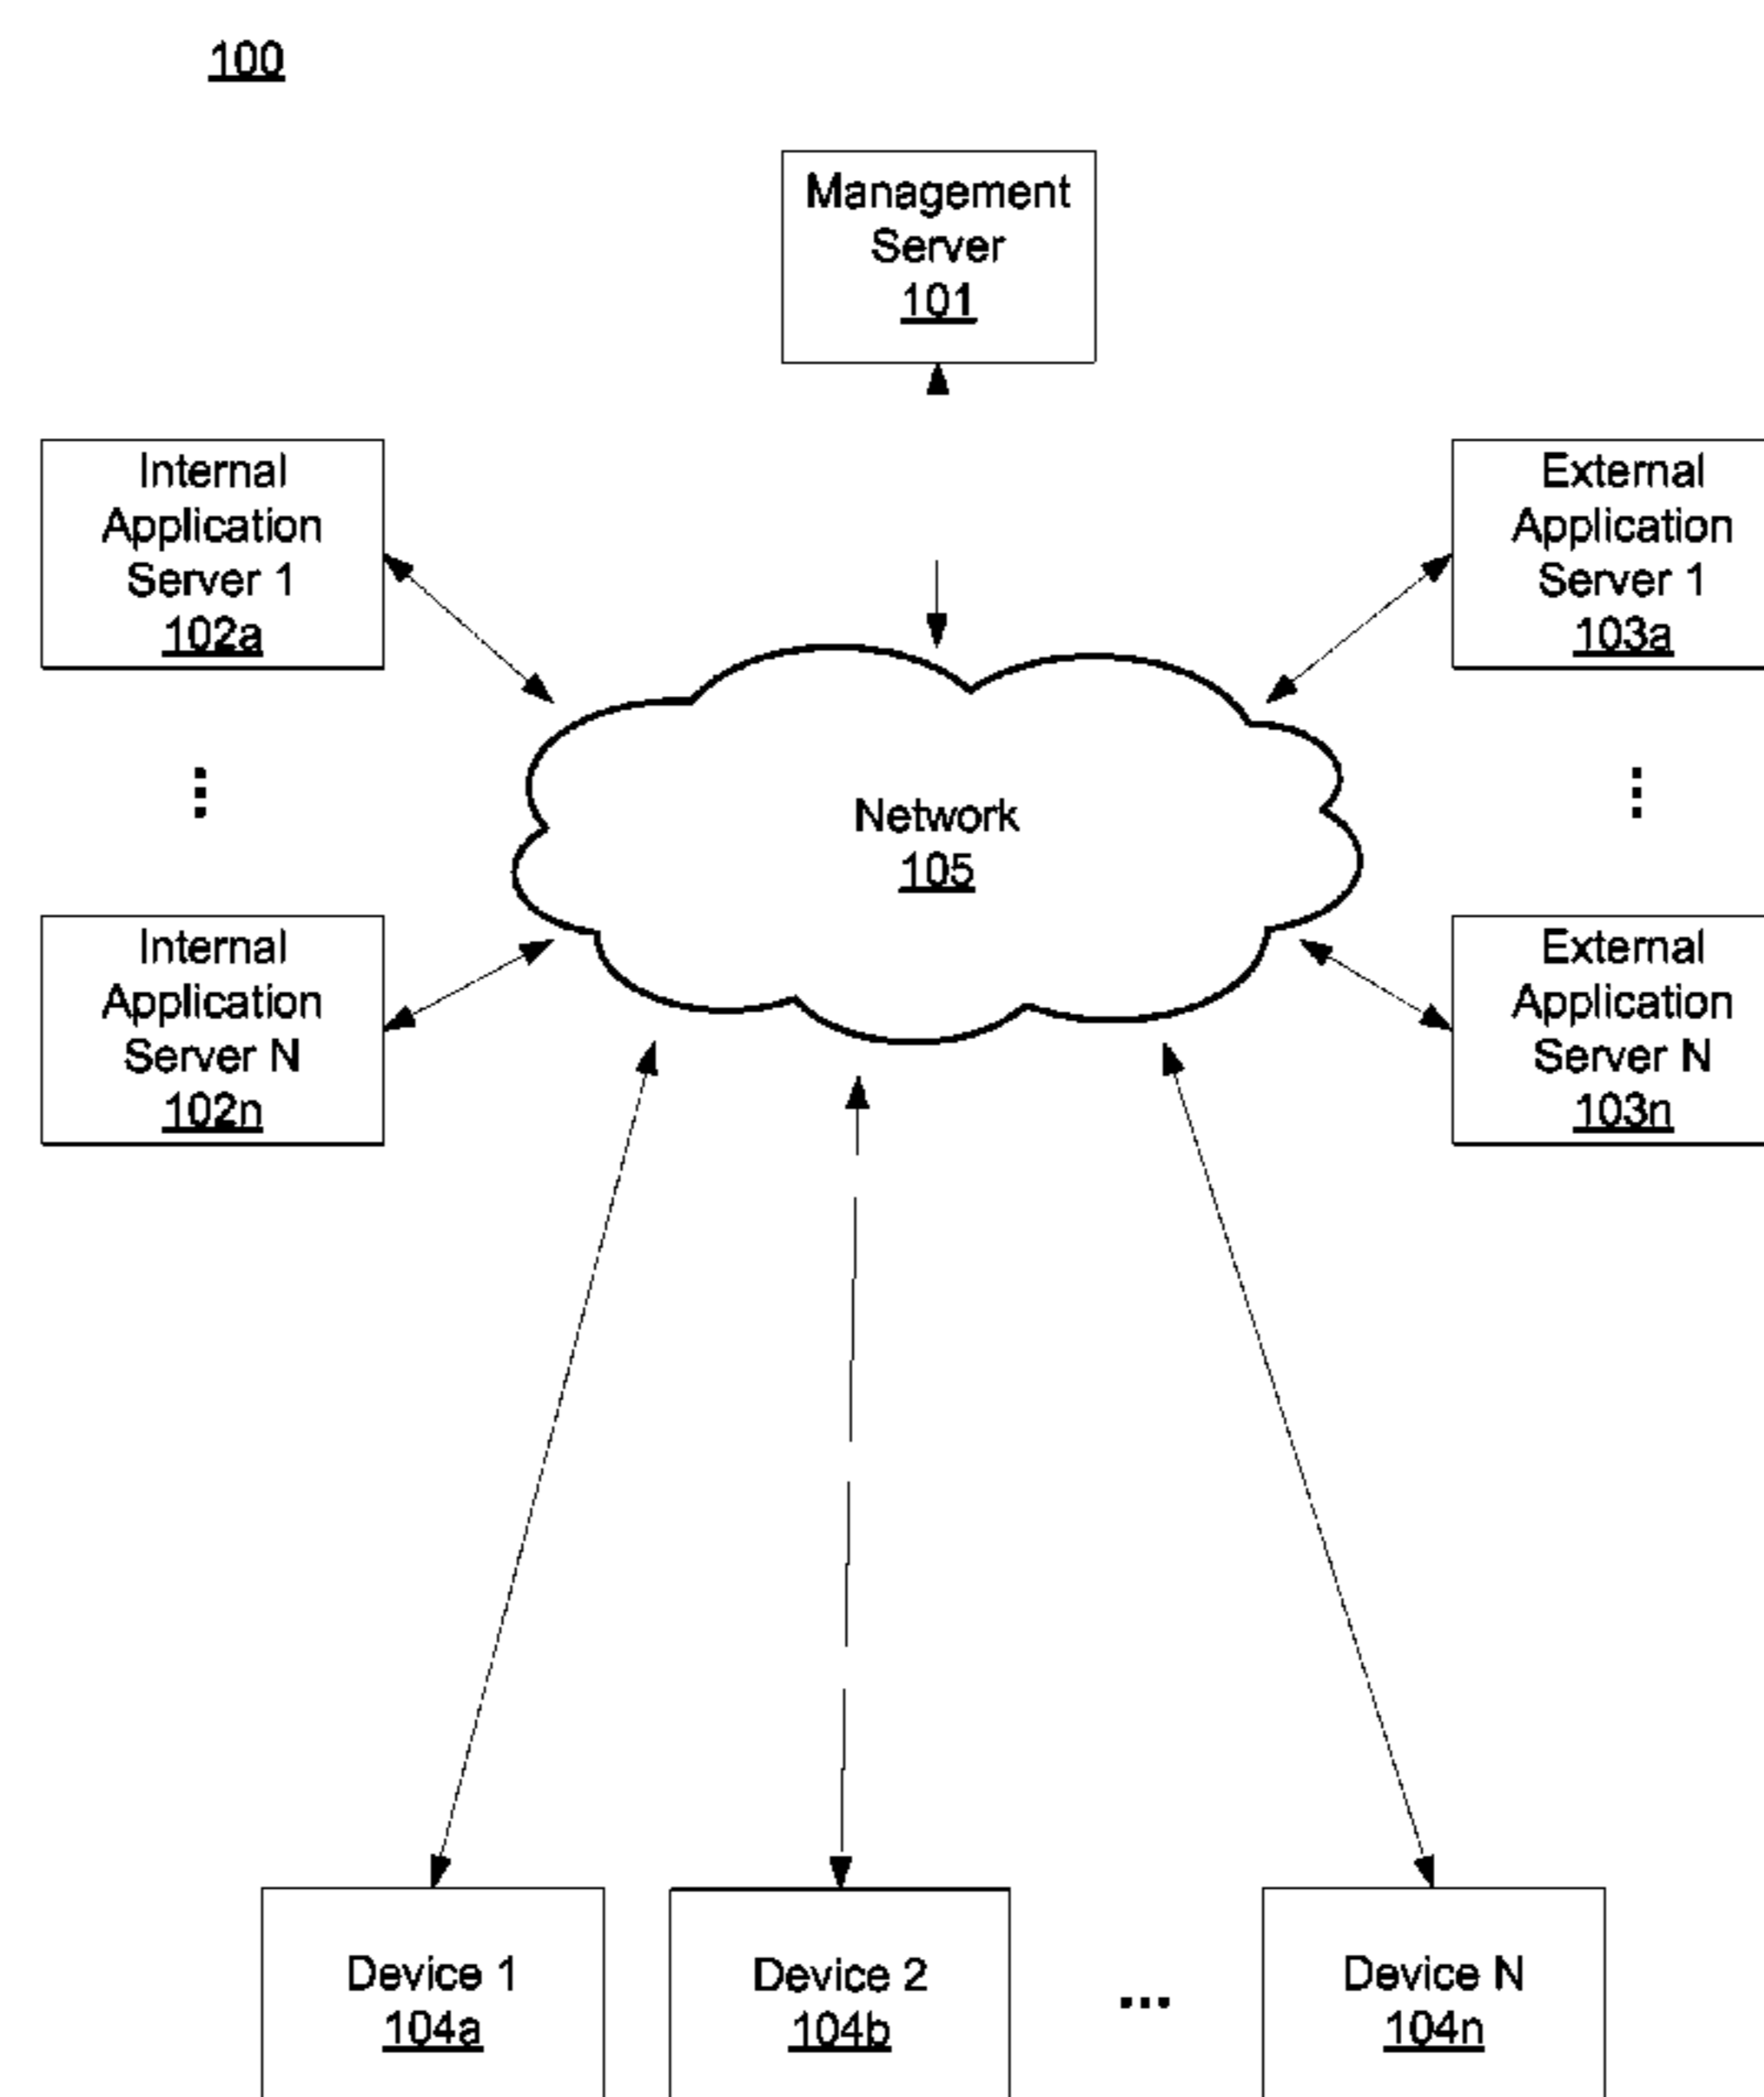 100
Management
Server
101
Internal
Application
Server 1
102a
External
Application
Server 1
103a
Network
105
Internal
Application
Server N
102n
External
Application
Server N
103n
Device 1
104a
Device 2
104b
...
Device N
104n